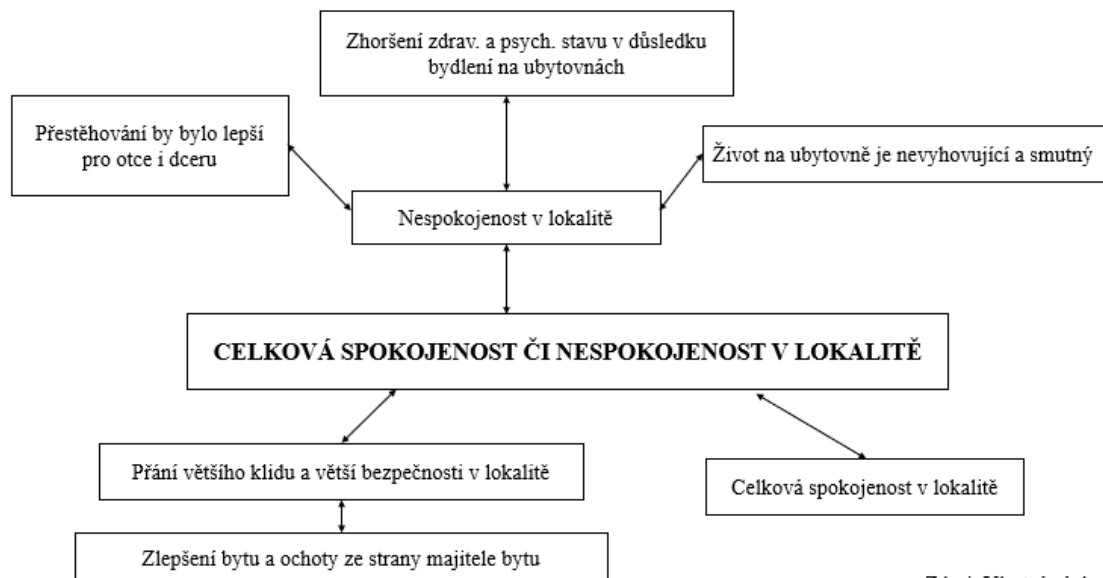 Zhoršení zdrav. a psych. stavu v důsledku
bydlení na ubytovnách
Přestěhování by bylo lepší
pro otce i dceru
Život na ubytovně je nevyhovující a smutný
Nespokojenost v lokalitě
CELKOVÁ SPOKOJENOST ČI NESPOKOJENOST V LOKALITĚ
Přání většího klidu a větší bezpečnosti v lokalitě
Celková spokojenost v lokalitě
Zlepšení bytu a ochoty ze strany majitele bytu